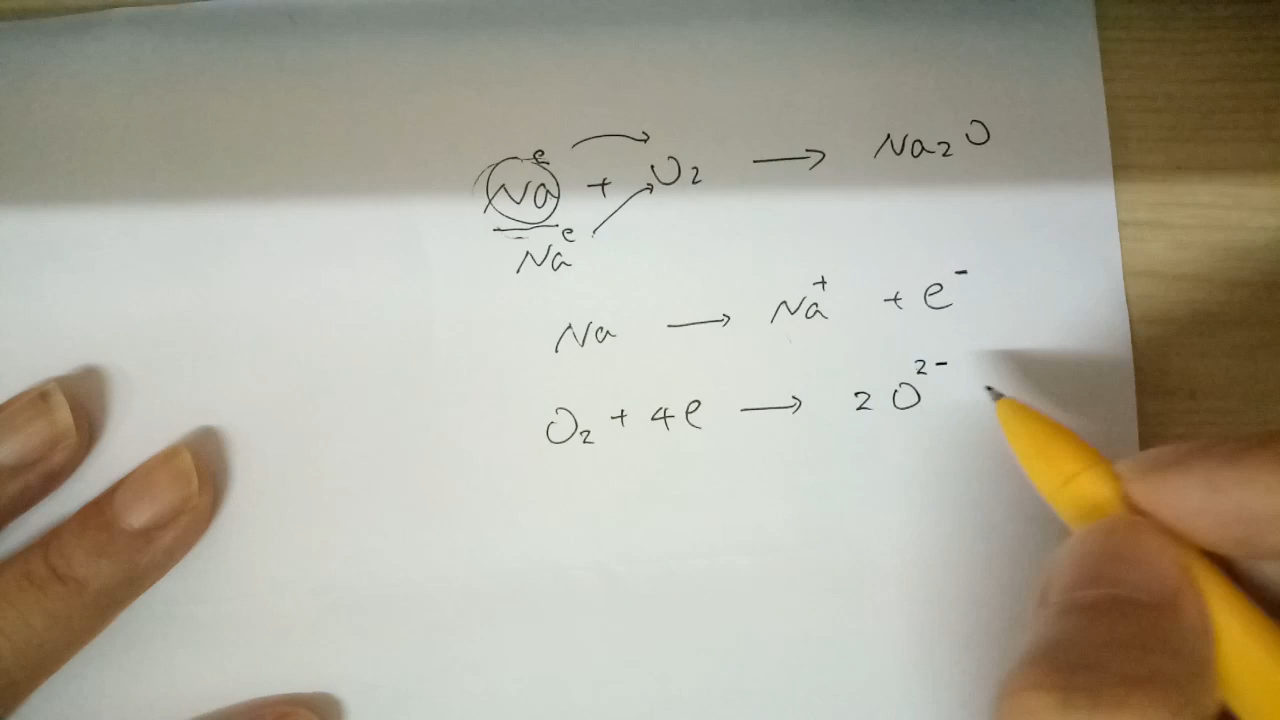 Na e + O2 → Na2O
Na e
Na → Na+ + e-
O2 + 4e → 2O2-